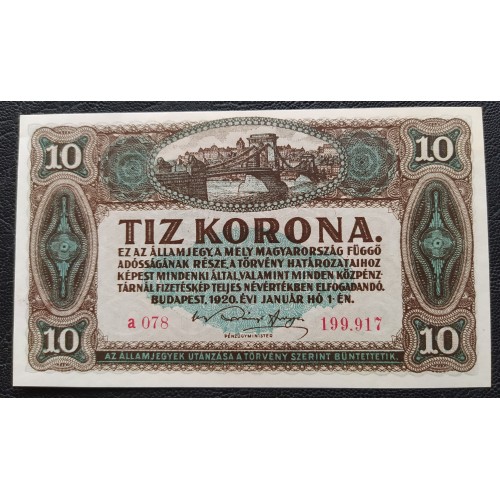 10 10
TIZ KORONA.
EZ AZ ÁLLAMJEGY, A MELY MAGYARORSZÁG FÜGGŐ
ADÓSSÁGÁNAK RÉSZE, A TÖRVÉNY HATÁROZATAIHOZ
KÉPEST MINDENKI ÁLTAL, VALAMINT MINDEN KÖZPÉNZ-
TÁRNÁL FIZETÉSKÉP TELJES NÉVÉRTÉKBEN ELFOGADANDÓ.
BUDAPEST, 1920. ÉVI JANUÁR HÓ 1-ÉN.
a 078 199.917
PÉNZÜGYMINISTER
10 10
AZ ÁLLAMJEGYEK UTÁNZÁSA A TÖRVÉNY SZERINT BÜNTETTETIK.